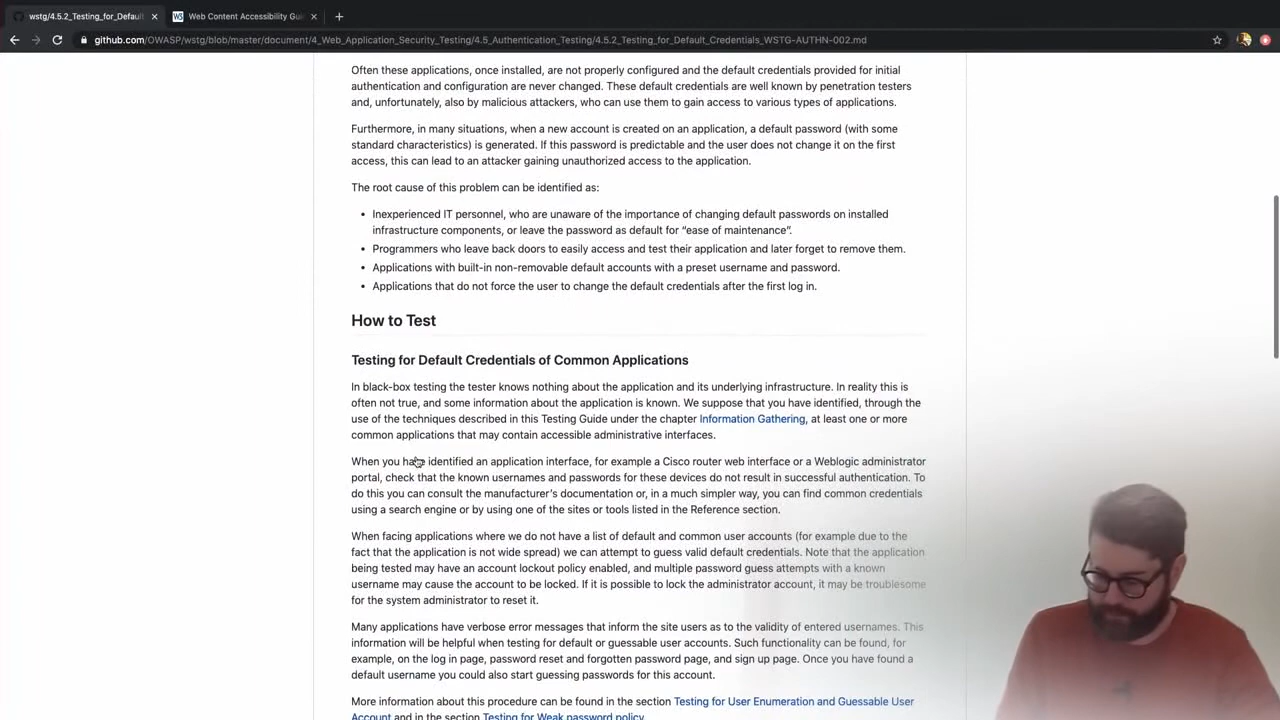 wstg/4.5.2_Testing_for_Default
Web Content Accessibility Gui
github.com/OWASP/wstg/blob/master/document/4_Web_Application_Security_Testing/4.5_Authentication_Testing/4.5.2_Testing_for_Default_Credentials_WSTG-AUTHN-002.md
Often these applications, once installed, are not properly configured and the default credentials provided for initial
authentication and configuration are never changed. These default credentials are well known by penetration testers
and, unfortunately, also by malicious attackers, who can use them to gain access to various types of applications.
Furthermore, in many situations, when a new account is created on an application, a default password (with some
standard characteristics) is generated. If this password is predictable and the user does not change it on the first
access, this can lead to an attacker gaining unauthorized access to the application.
The root cause of this problem can be identified as:
• Inexperienced IT personnel, who are unaware of the importance of changing default passwords on installed
infrastructure components, or leave the password as default for “ease of maintenance”.
• Programmers who leave back doors to easily access and test their application and later forget to remove them.
• Applications with built-in non-removable default accounts with a preset username and password.
• Applications that do not force the user to change the default credentials after the first log in.
How to Test
Testing for Default Credentials of Common Applications
In black-box testing the tester knows nothing about the application and its underlying infrastructure. In reality this is
often not true, and some information about the application is known. We suppose that you have identified, through the
use of the techniques described in this Testing Guide under the chapter Information Gathering, at least one or more
common applications that may contain accessible administrative interfaces.
When you have identified an application interface, for example a Cisco router web interface or a Weblogic administrator
portal, check that the known usernames and passwords for these devices do not result in successful authentication. To
do this you can consult the manufacturer’s documentation or, in a much simpler way, you can find common credentials
using a search engine or by using one of the sites or tools listed in the Reference section.
When facing applications where we do not have a list of default and common user accounts (for example due to the
fact that the application is not wide spread) we can attempt to guess valid default credentials. Note that the application
being tested may have an account lockout policy enabled, and multiple password guess attempts with a known
username may cause the account to be locked. If it is possible to lock the administrator account, it may be troublesome
for the system administrator to reset it.
Many applications have verbose error messages that inform the site users as to the validity of entered usernames. This
information will be helpful when testing for default or guessable user accounts. Such functionality can be found, for
example, on the log in page, password reset and forgotten password page, and sign up page. Once you have found a
default username you could also start guessing passwords for this account.
More information about this procedure can be found in the section Testing for User Enumeration and Guessable User
Account and in the section Testing for Weak password policy.